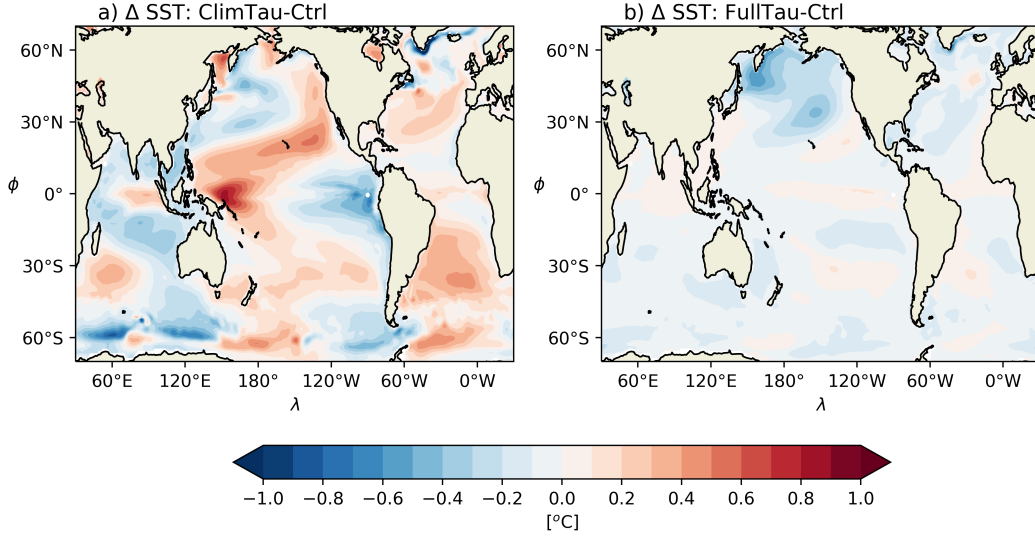 a) Δ SST: ClimTau-Ctrl
b) Δ SST: FullTau-Ctrl
60°N
30°N
0°
30°S
60°S
ϕ
60°E 120°E 180° 120°W 60°W 0°W
λ
60°N
30°N
0°
30°S
60°S
ϕ
60°E 120°E 180° 120°W 60°W 0°W
λ
−1.0 −0.8 −0.6 −0.4 −0.2 0.0 0.2 0.4 0.6 0.8 1.0
[°C]